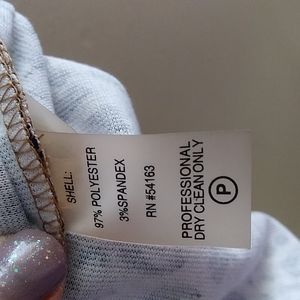 SHELL:
97% POLYESTER
3%SPANDEX
RN #54163
PROFESSIONAL
DRY CLEAN ONLY
P